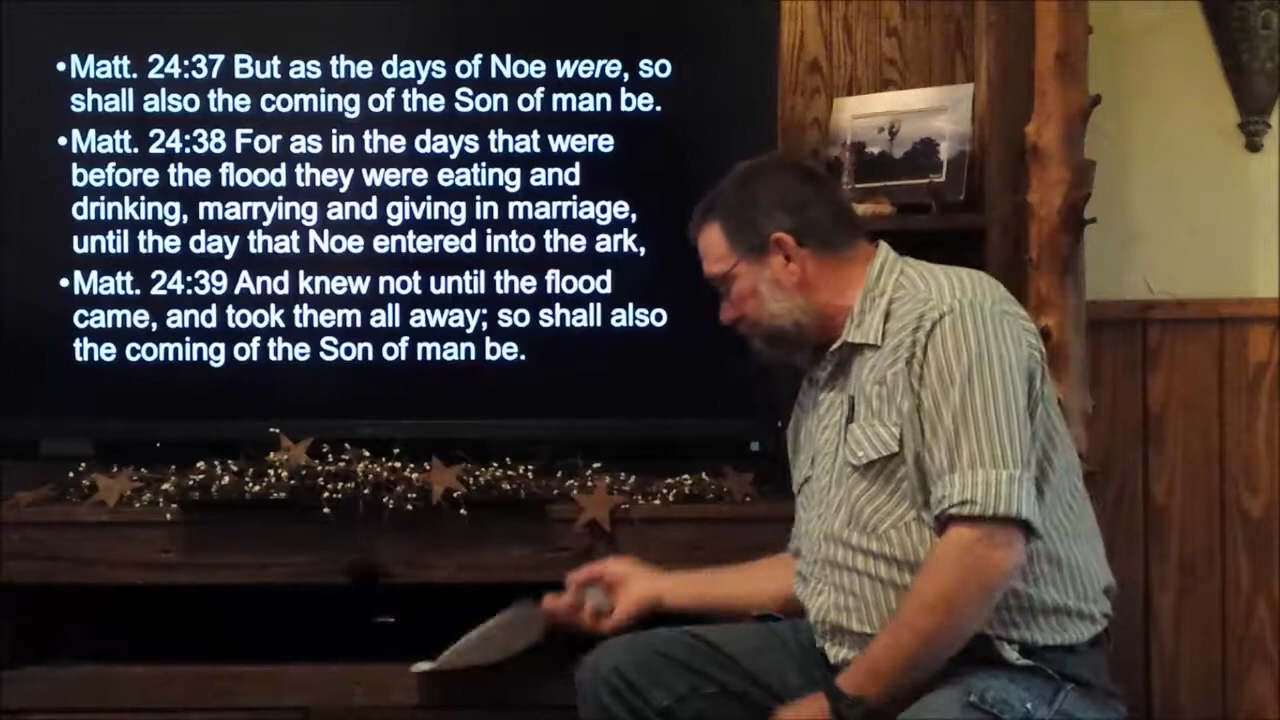 •Matt. 24:37 But as the days of Noe were, so
shall also the coming of the Son of man be.
•Matt. 24:38 For as in the days that were
before the flood they were eating and
drinking, marrying and giving in marriage,
until the day that Noe entered into the ark,
•Matt. 24:39 And knew not until the flood
came, and took them all away; so shall also
the coming of the Son of man be.